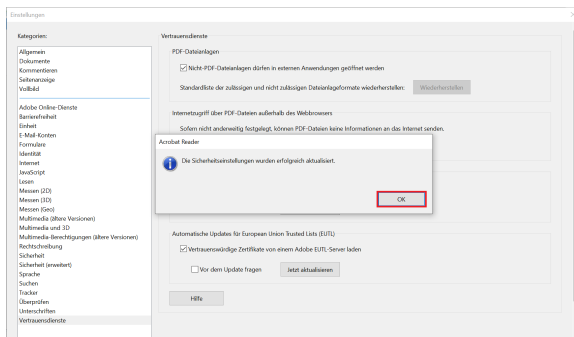 Einstellungen
Kategorien:
Allgemein
Dokumente
Kommentieren
Seitenanzeige
Vollbild
Adobe Online-Dienste
Barrierefreiheit
Einheit
E-Mail-Konten
Formulare
Identität
Internet
JavaScript
Lesen
Messen (2D)
Messen (3D)
Messen (Geo)
Multimedia (ältere Versionen)
Multimedia und 3D
Multimedia-Berechtigungen (ältere Versionen)
Rechtschreibung
Sicherheit
Sicherheit (erweitert)
Sprache
Suchen
Tracker
Überprüfen
Unterschriften
Vertrauensdienste
Vertrauensdienste
PDF-Dateianlagen
Nicht-PDF-Dateianlagen dürfen in externen Anwendungen geöffnet werden
Standardliste der zulässigen und nicht zulässigen Dateianlageformate wiederherstellen: Wiederherstellen
Internetzugriff über PDF-Dateien außerhalb des Webbrowsers
Sofern nicht anderweitig festgelegt, können PDF-Dateien keine Informationen an das Internet senden.
Acrobat Reader
Die Sicherheitseinstellungen wurden erfolgreich aktualisiert.
OK
Automatische Updates für European Union Trusted Lists (EUTL)
Vertrauenswürdige Zertifikate von einem Adobe EUTL-Server laden
Vor dem Update fragen Jetzt aktualisieren
Hilfe